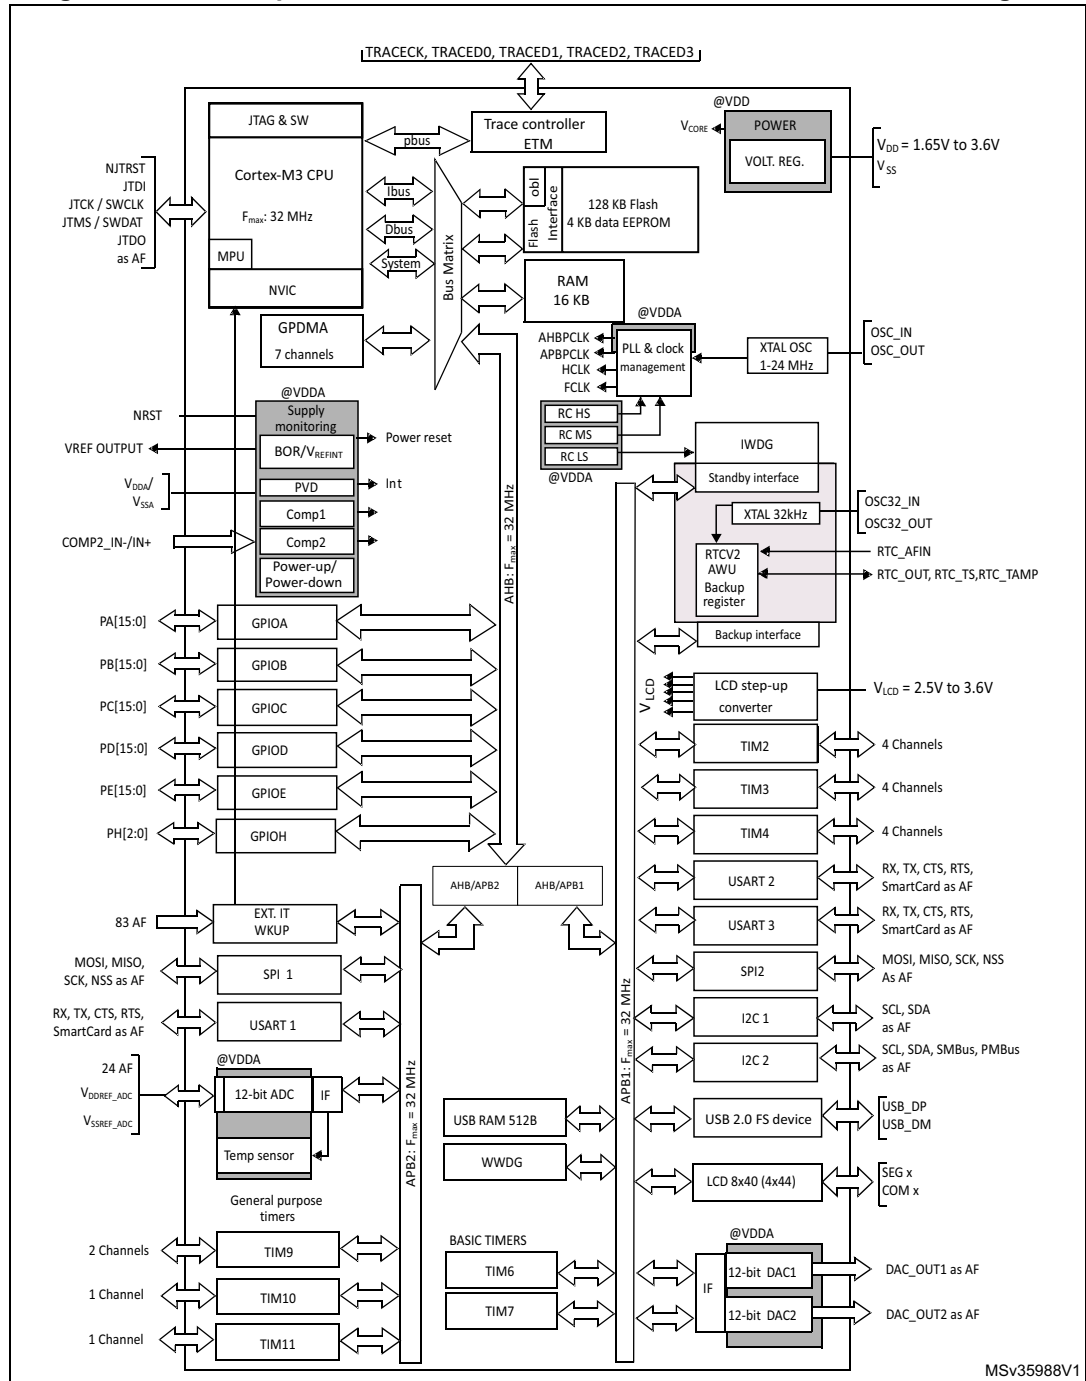 TRACECK, TRACED0, TRACED1, TRACED2, TRACED3
JTAG & SW
Cortex-M3 CPU
Fmax: 32 MHz
MPU
NVIC
NJTRST
JTDI
JTCK / SWCLK
JTMS / SWDAT
JTDO
as AF
pbus
Ibus
Dbus
System
Trace controller
ETM
Bus Matrix
obl
Flash
Interface
128 KB Flash
4 KB data EEPROM
RAM
16 KB
@VDD
VCORE
POWER
VOLT. REG.
VDD = 1.65V to 3.6V
VSS
GPDMA
7 channels
@VDDA
AHBPCLK
APBPCLK
HCLK
FCLK
PLL & clock
management
XTAL OSC
1-24 MHz
OSC_IN
OSC_OUT
RC HS
RC MS
RC LS
@VDDA
IWDG
Standby interface
XTAL 32kHz
OSC32_IN
OSC32_OUT
RTCV2
AWU
Backup
register
RTC_AFIN
RTC_OUT, RTC_TS,RTC_TAMP
Backup interface
@VDDA
Supply
monitoring
NRST
VREF OUTPUT
BOR/VREFINT
Power reset
VDDA/
VSSA
PVD
Int
Comp1
COMP2_IN-/IN+
Comp2
Power-up/
Power-down
AHB: Fmax = 32 MHz
PA[15:0]
GPIOA
PB[15:0]
GPIOB
PC[15:0]
GPIOC
PD[15:0]
GPIOD
PE[15:0]
GPIOE
PH[2:0]
GPIOH
VLCD
LCD step-up
converter
VLCD = 2.5V to 3.6V
TIM2
4 Channels
TIM3
4 Channels
TIM4
4 Channels
AHB/APB2
AHB/APB1
USART 2
RX, TX, CTS, RTS,
SmartCard as AF
USART 3
RX, TX, CTS, RTS,
SmartCard as AF
SPI2
MOSI, MISO, SCK, NSS
As AF
I2C 1
SCL, SDA
as AF
I2C 2
SCL, SDA, SMBus, PMBus
as AF
83 AF
EXT. IT
WKUP
MOSI, MISO,
SCK, NSS as AF
SPI 1
RX, TX, CTS, RTS,
SmartCard as AF
USART 1
@VDDA
24 AF
VDDREF_ADC
VSSREF_ADC
12-bit ADC
IF
Temp sensor
APB2: Fmax = 32 MHz
APB1: Fmax = 32 MHz
USB RAM 512B
WWDG
USB 2.0 FS device
USB_DP
USB_DM
LCD 8x40 (4x44)
SEG x
COM x
General purpose
timers
2 Channels
TIM9
1 Channel
TIM10
1 Channel
TIM11
BASIC TIMERS
TIM6
TIM7
@VDDA
IF
12-bit DAC1
DAC_OUT1 as AF
12-bit DAC2
DAC_OUT2 as AF
MSv35988V1